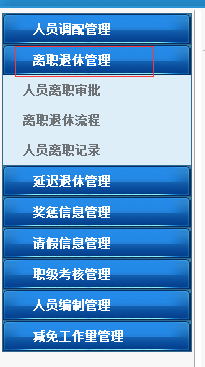 人员调配管理
离职退休管理
人员离职审批
离职退休流程
人员离职记录
延迟退休管理
奖惩信息管理
请假信息管理
职级考核管理
人员编制管理
减免工作量管理